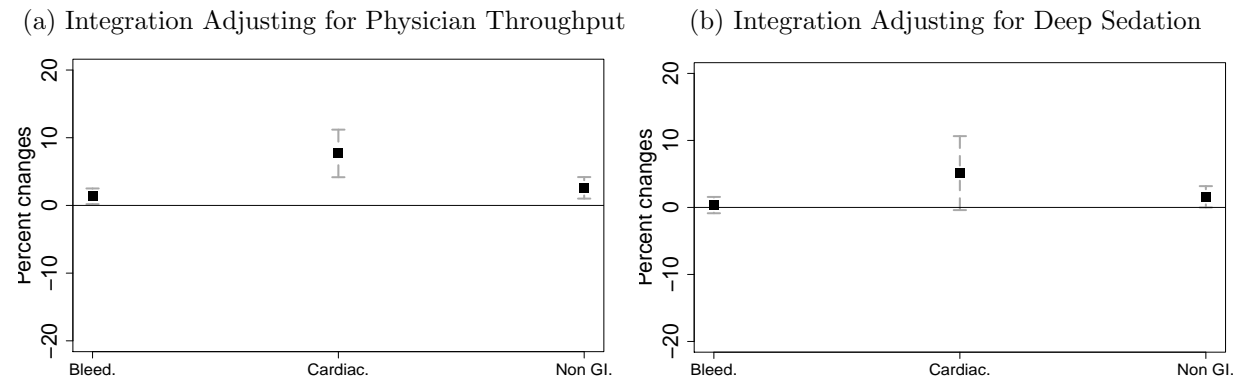 (a) Integration Adjusting for Physician Throughput
(b) Integration Adjusting for Deep Sedation
Percent changes
20
10
0
−10
−20
Bleed.
Cardiac.
Non GI.
Percent changes
20
10
0
−10
−20
Bleed.
Cardiac.
Non GI.